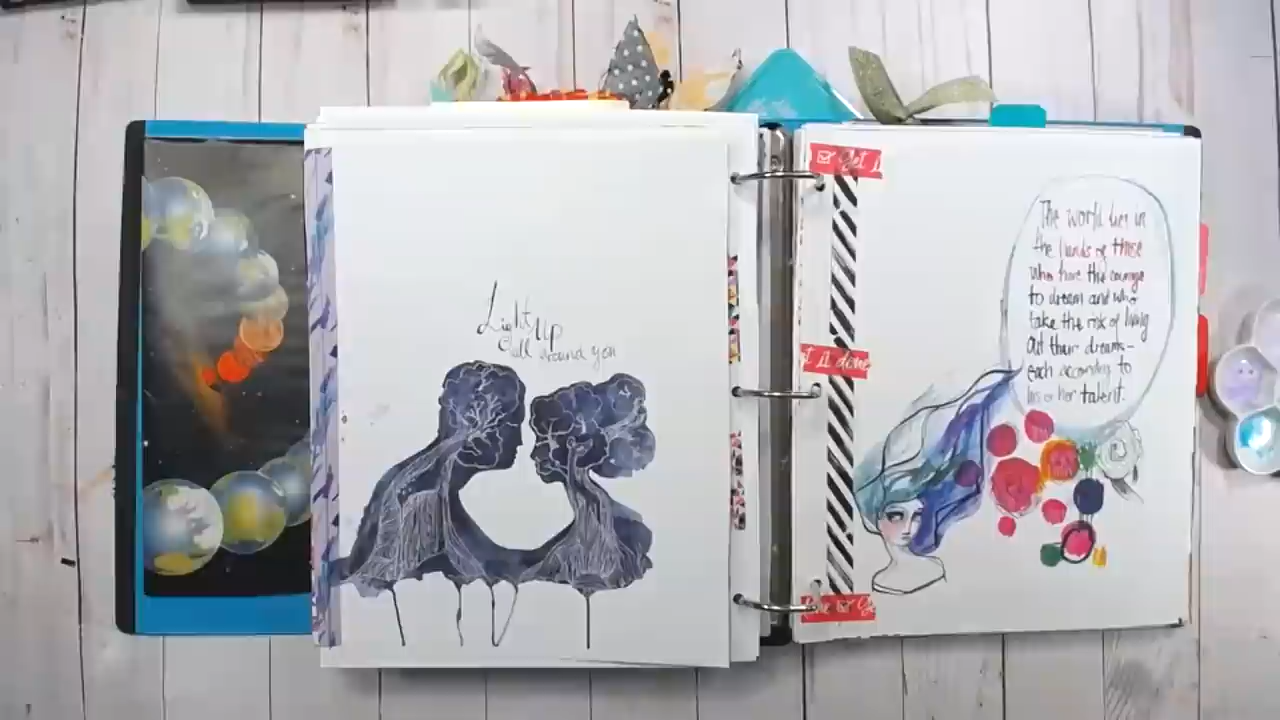 Light
Up
all around you
Get i
t it done
The world lies in
the hands of those
who have the courage
to dream and who
take the risk of living
out their dreams-
each according to
his or her talent.